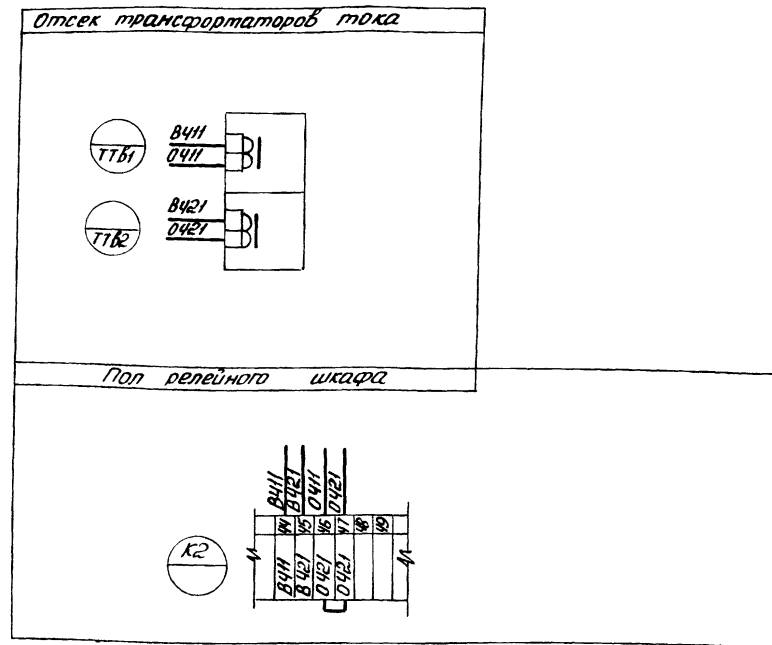 Отсек трансфортаторов тока
ТТв1
В411
О411
ТТв2
В421
О421
Пол релейного шкафа
В411 В421 О411 О421
44 45 46 47 48 49
К2
В411 В421 О421 О421